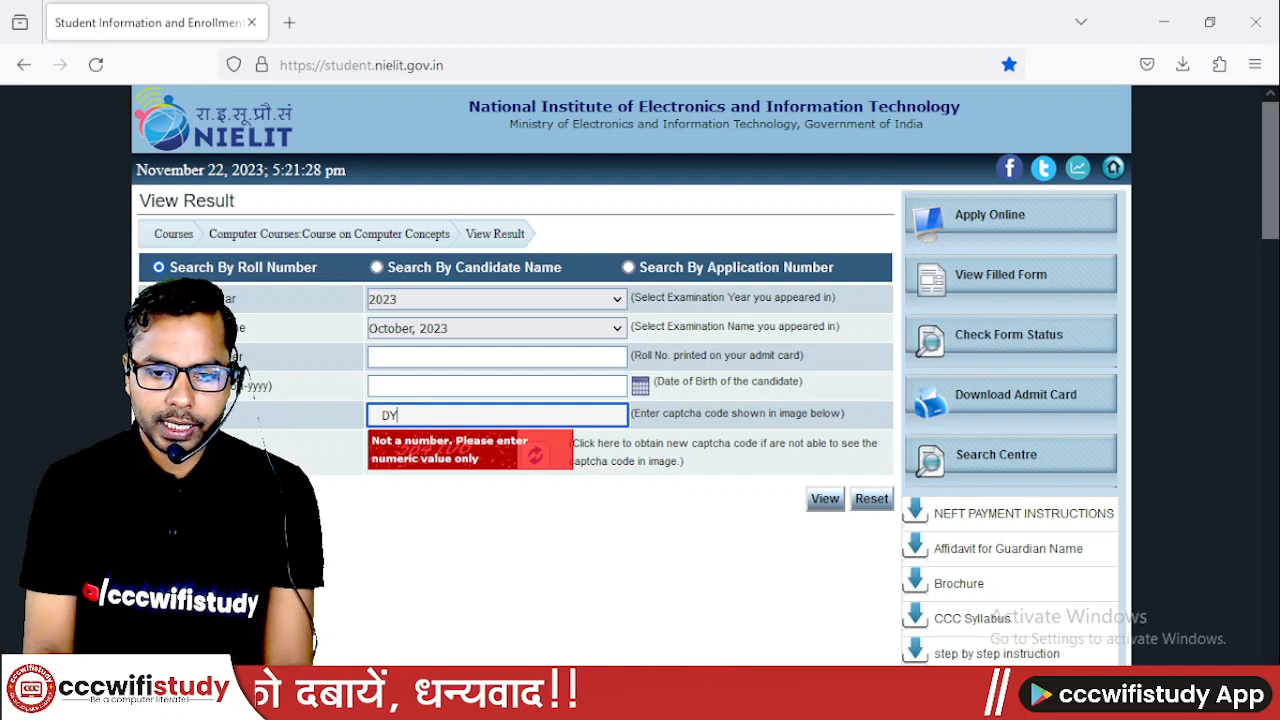 Student Information and Enrollmen
https://student.nielit.gov.in
रा.इ.सू.प्रौ.सं
NIELIT
National Institute of Electronics and Information Technology
Ministry of Electronics and Information Technology, Government of India
November 22, 2023; 5:21:28 pm
View Result
Courses
Computer Courses:Course on Computer Concepts
View Result
Search By Roll Number
Search By Candidate Name
Search By Application Number
2023
(Select Examination Year you appeared in)
October, 2023
(Select Examination Name you appeared in)
(Roll No. printed on your admit card)
(Date of Birth of the candidate)
DY
(Enter captcha code shown in image below)
Not a number. Please enter
numeric value only
(Click here to obtain new captcha code if are not able to see the
captcha code in image.)
View
Reset
Apply Online
View Filled Form
Check Form Status
Download Admit Card
Search Centre
NEFT PAYMENT INSTRUCTIONS
Affidavit for Guardian Name
Brochure
CCC Syllabus
step by step instruction
Activate Windows
Go to Settings to activate Windows.
/cccwifistudy
cccwifistudy
Be a computer literates
को दबायें, धन्यवाद!!
cccwifistudy App